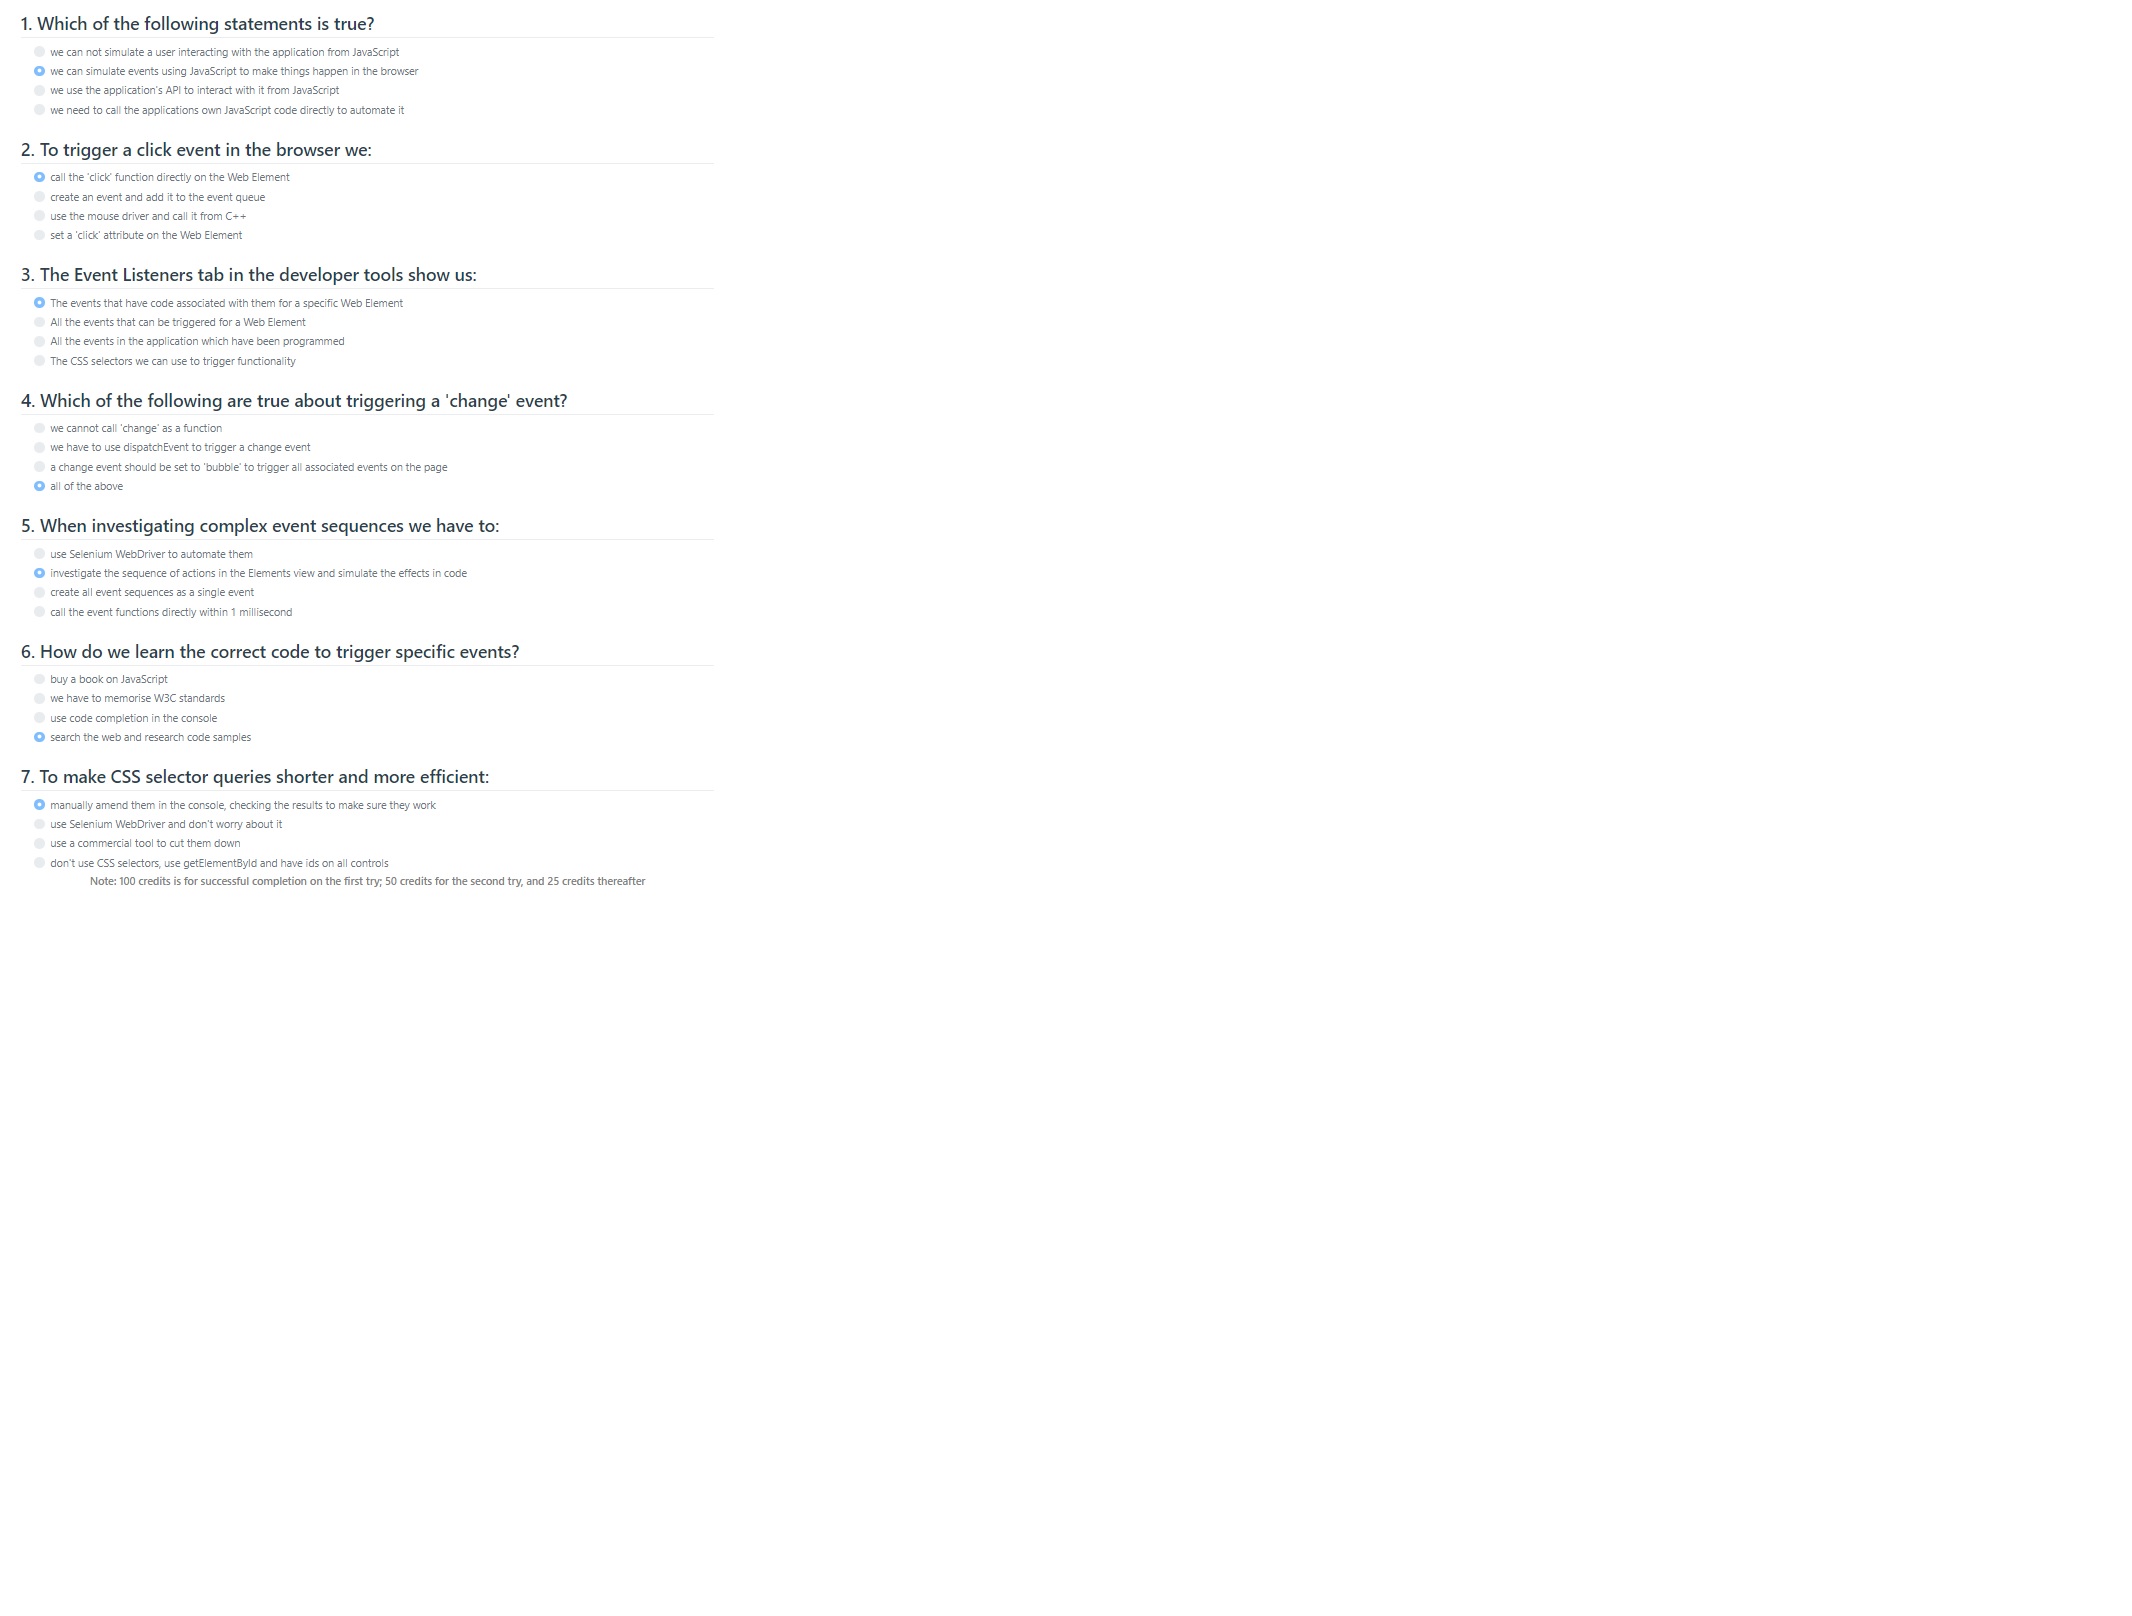 1. Which of the following statements is true?
we can not simulate a user interacting with the application from JavaScript
we can simulate events using JavaScript to make things happen in the browser
we use the application's API to interact with it from JavaScript
we need to call the applications own JavaScript code directly to automate it
2. To trigger a click event in the browser we:
call the 'click' function directly on the Web Element
create an event and add it to the event queue
use the mouse driver and call it from C++
set a 'click' attribute on the Web Element
3. The Event Listeners tab in the developer tools show us:
The events that have code associated with them for a specific Web Element
All the events that can be triggered for a Web Element
All the events in the application which have been programmed
The CSS selectors we can use to trigger functionality
4. Which of the following are true about triggering a 'change' event?
we cannot call 'change' as a function
we have to use dispatchEvent to trigger a change event
a change event should be set to 'bubble' to trigger all associated events on the page
all of the above
5. When investigating complex event sequences we have to:
use Selenium WebDriver to automate them
investigate the sequence of actions in the Elements view and simulate the effects in code
create all event sequences as a single event
call the event functions directly within 1 millisecond
6. How do we learn the correct code to trigger specific events?
buy a book on JavaScript
we have to memorise W3C standards
use code completion in the console
search the web and research code samples
7. To make CSS selector queries shorter and more efficient:
manually amend them in the console, checking the results to make sure they work
use Selenium WebDriver and don't worry about it
use a commercial tool to cut them down
don't use CSS selectors, use getElementById and have ids on all controls
Note: 100 credits is for successful completion on the first try; 50 credits for the second try, and 25 credits thereafter